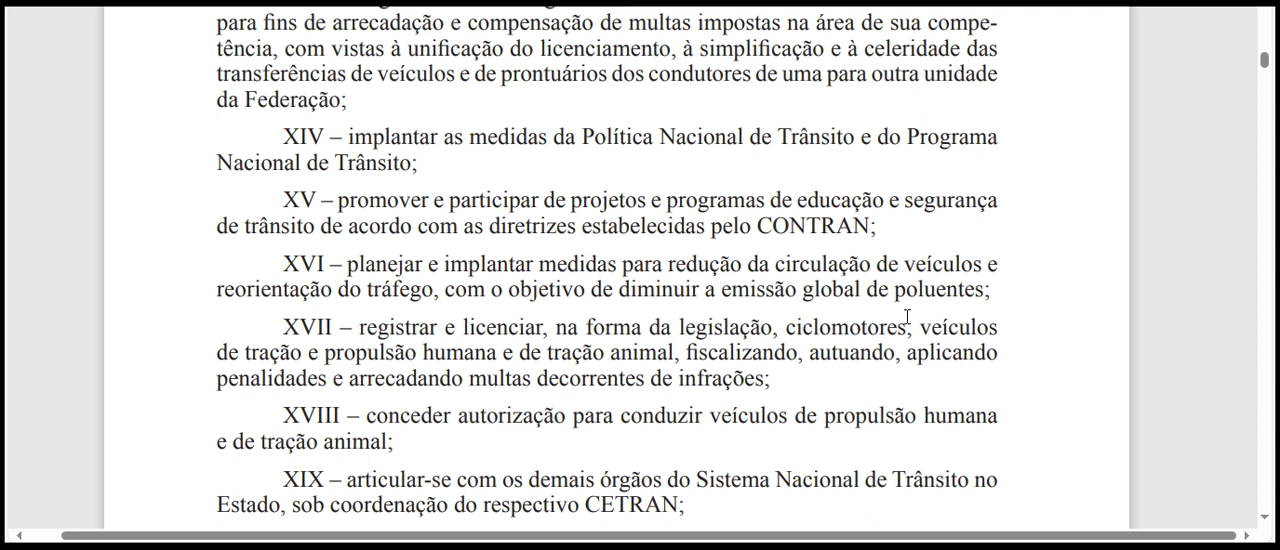 para fins de arrecadação e compensação de multas impostas na área de sua compe-
tência, com vistas à unificação do licenciamento, à simplificação e à celeridade das
transferências de veículos e de prontuários dos condutores de uma para outra unidade
da Federação;
XIV – implantar as medidas da Política Nacional de Trânsito e do Programa
Nacional de Trânsito;
XV – promover e participar de projetos e programas de educação e segurança
de trânsito de acordo com as diretrizes estabelecidas pelo CONTRAN;
XVI – planejar e implantar medidas para redução da circulação de veículos e
reorientação do tráfego, com o objetivo de diminuir a emissão global de poluentes;
XVII – registrar e licenciar, na forma da legislação, ciclomotores, veículos
de tração e propulsão humana e de tração animal, fiscalizando, autuando, aplicando
penalidades e arrecadando multas decorrentes de infrações;
XVIII – conceder autorização para conduzir veículos de propulsão humana
e de tração animal;
XIX – articular-se com os demais órgãos do Sistema Nacional de Trânsito no
Estado, sob coordenação do respectivo CETRAN;